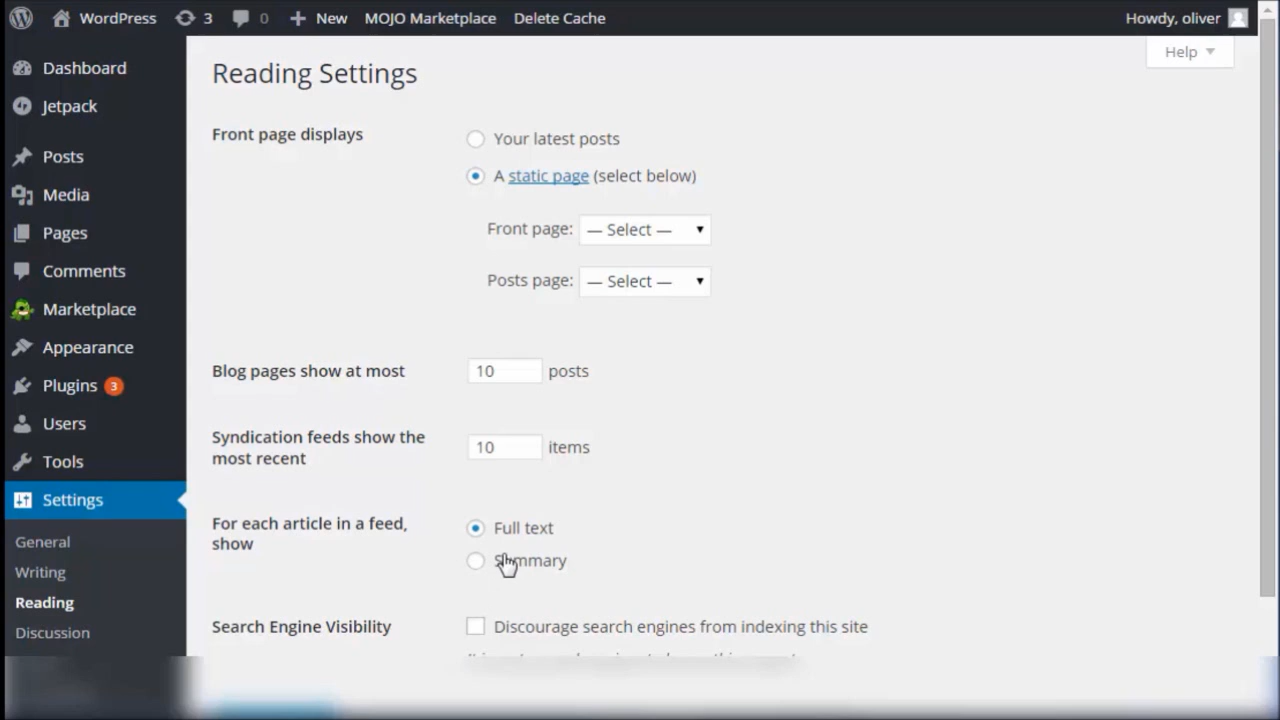 WordPress 3 0 New MOJO Marketplace Delete Cache Howdy, oliver
Help
Dashboard
Jetpack
Posts
Media
Pages
Comments
Marketplace
Appearance
Plugins 3
Users
Tools
Settings
General
Writing
Reading
Discussion
Reading Settings
Front page displays
Your latest posts
A static page (select below)
Front page: — Select —
Posts page: — Select —
Blog pages show at most 10 posts
Syndication feeds show the
most recent
10 items
For each article in a feed,
show
Full text
Summary
Search Engine Visibility
Discourage search engines from indexing this site